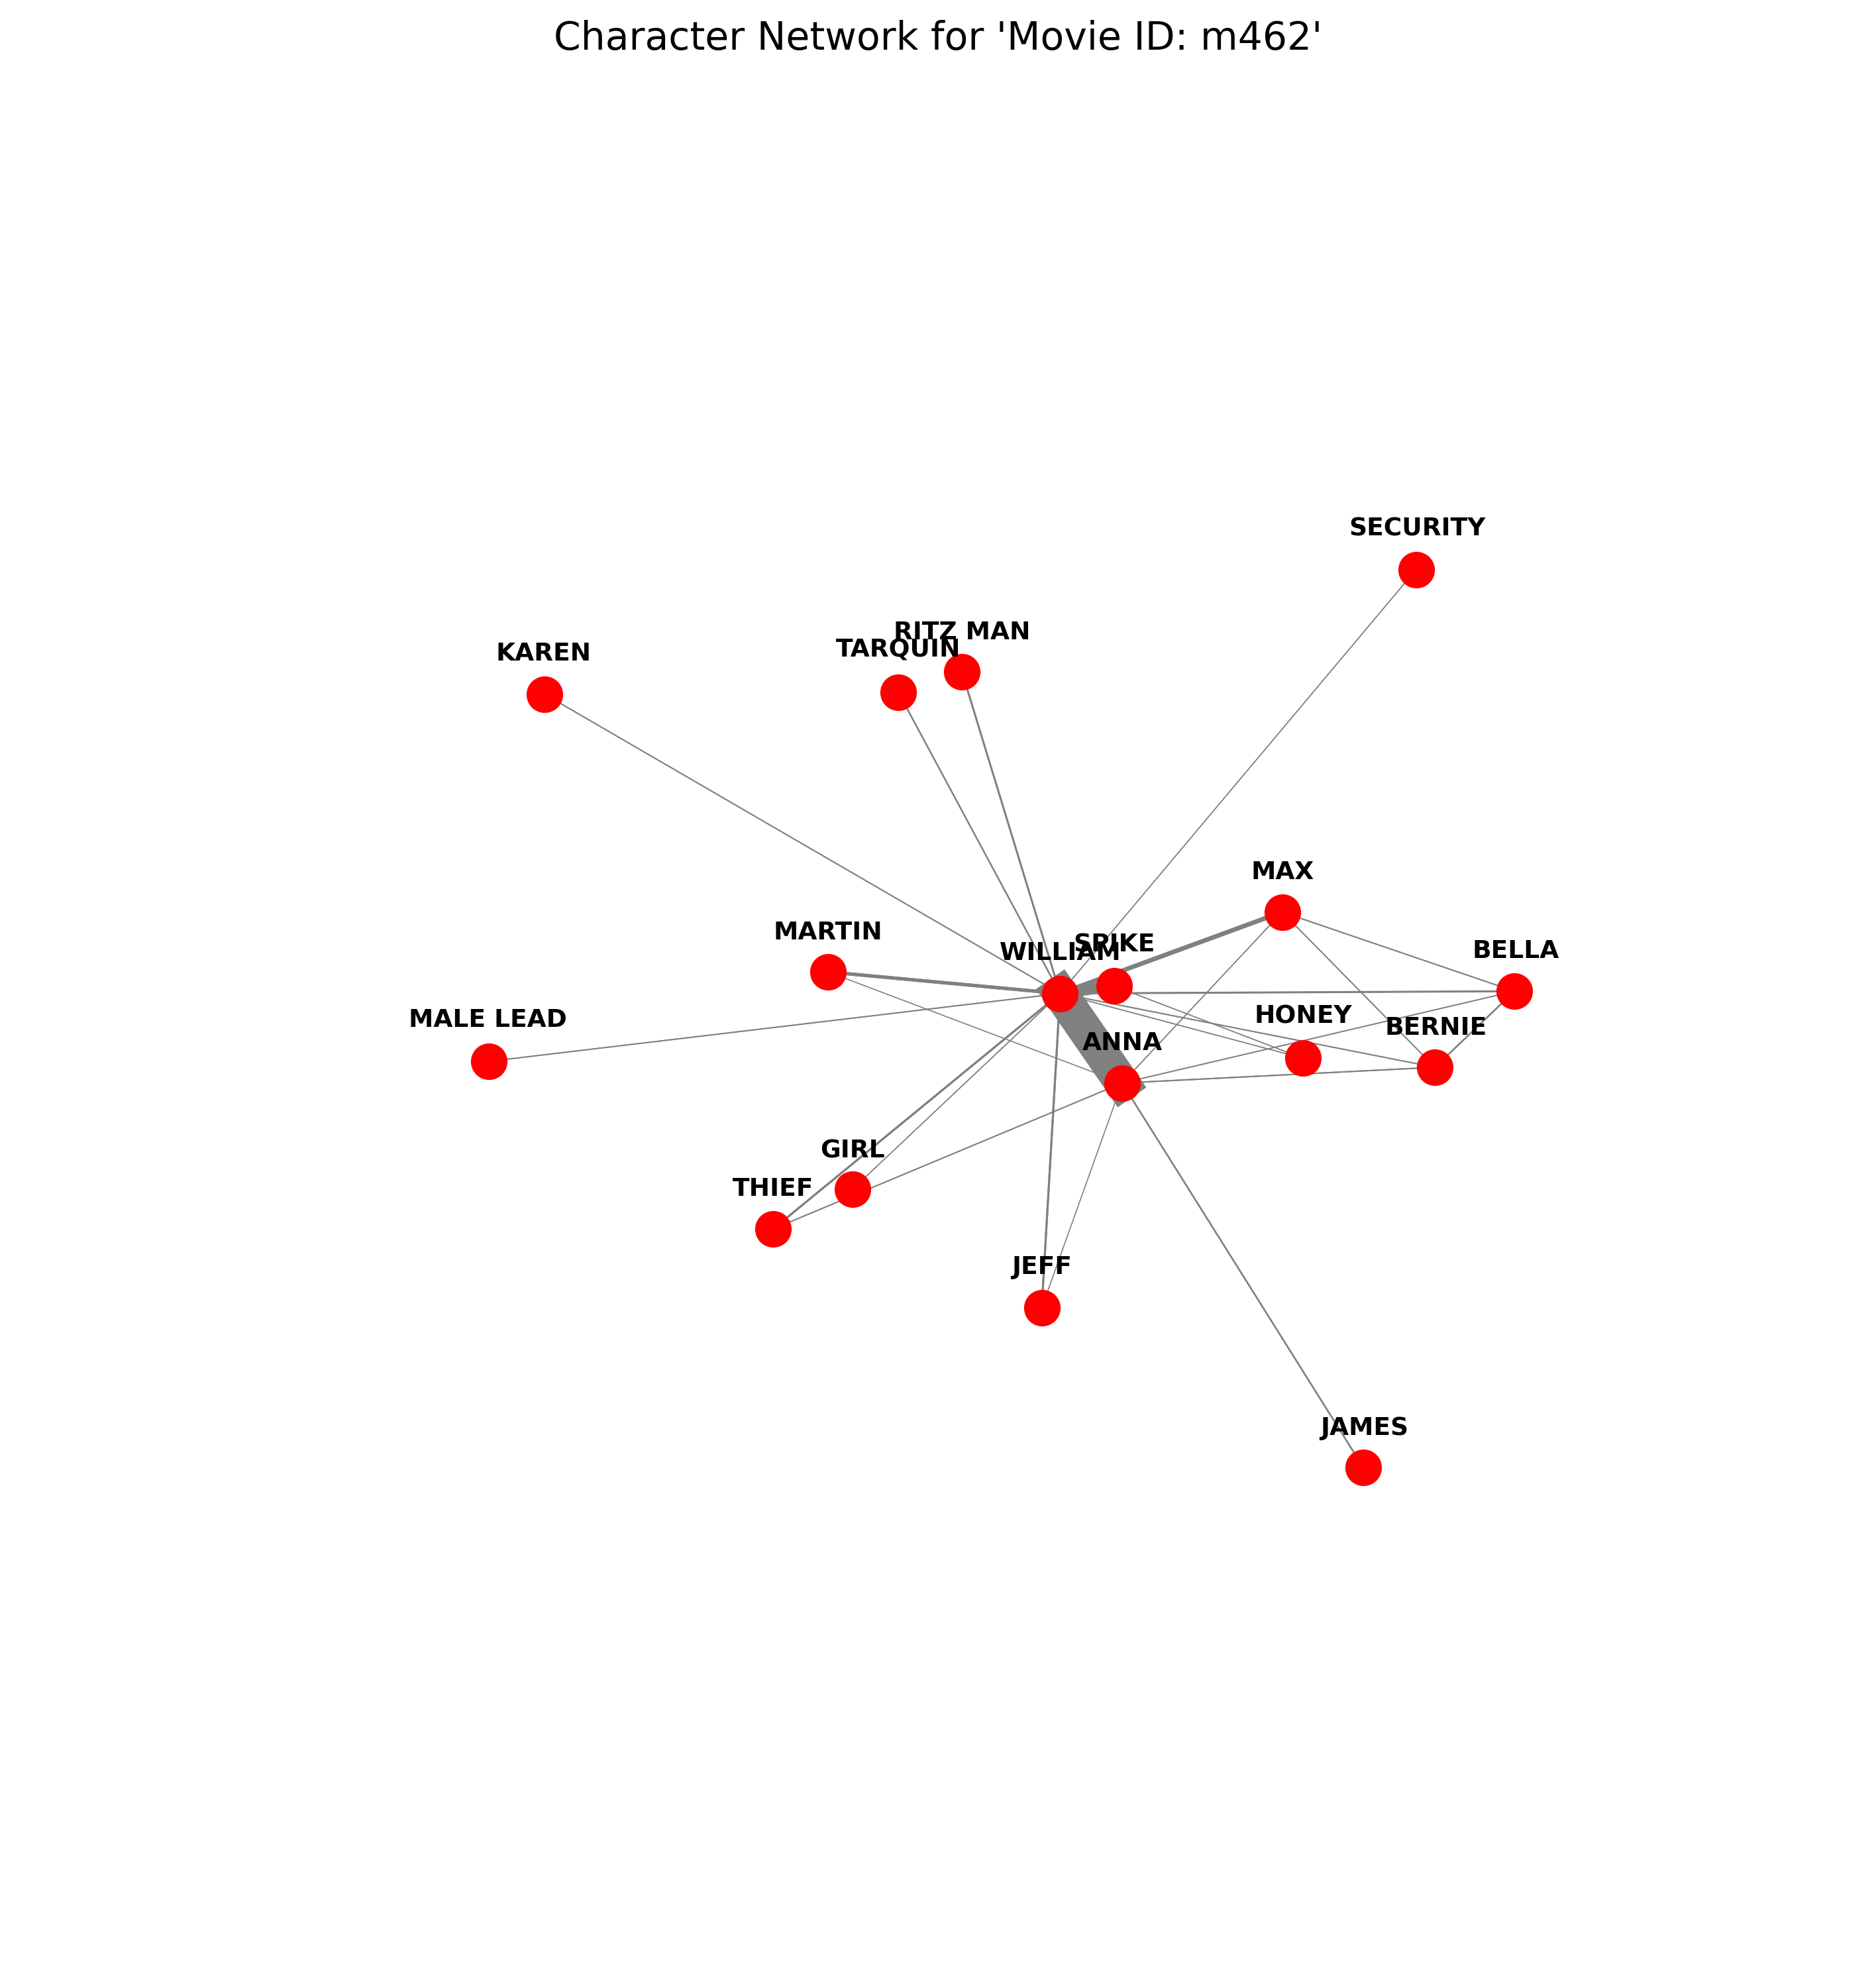 Character Network for 'Movie ID: m462'
SECURITY
RITZ MAN
TARQUIN
KAREN
MAX
MARTIN
SPIKE
WILLIAM
BELLA
MALE LEAD
HONEY
BERNIE
ANNA
GIRL
THIEF
JEFF
JAMES